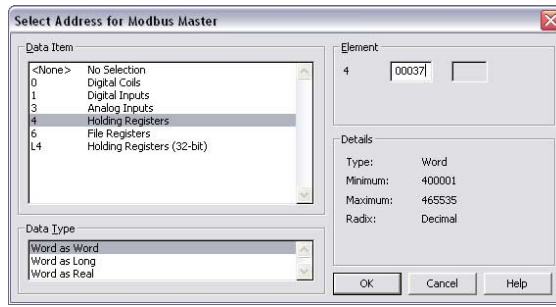 Select Address for Modbus Master
Data Item
<None> No Selection
0 Digital Coils
1 Digital Inputs
3 Analog Inputs
4 Holding Registers
6 File Registers
L4 Holding Registers (32-bit)
Data Type
Word as Word
Word as Long
Word as Real
Element
4 00037
Details
Type: Word
Minimum: 400001
Maximum: 465535
Radix: Decimal
OK Cancel Help